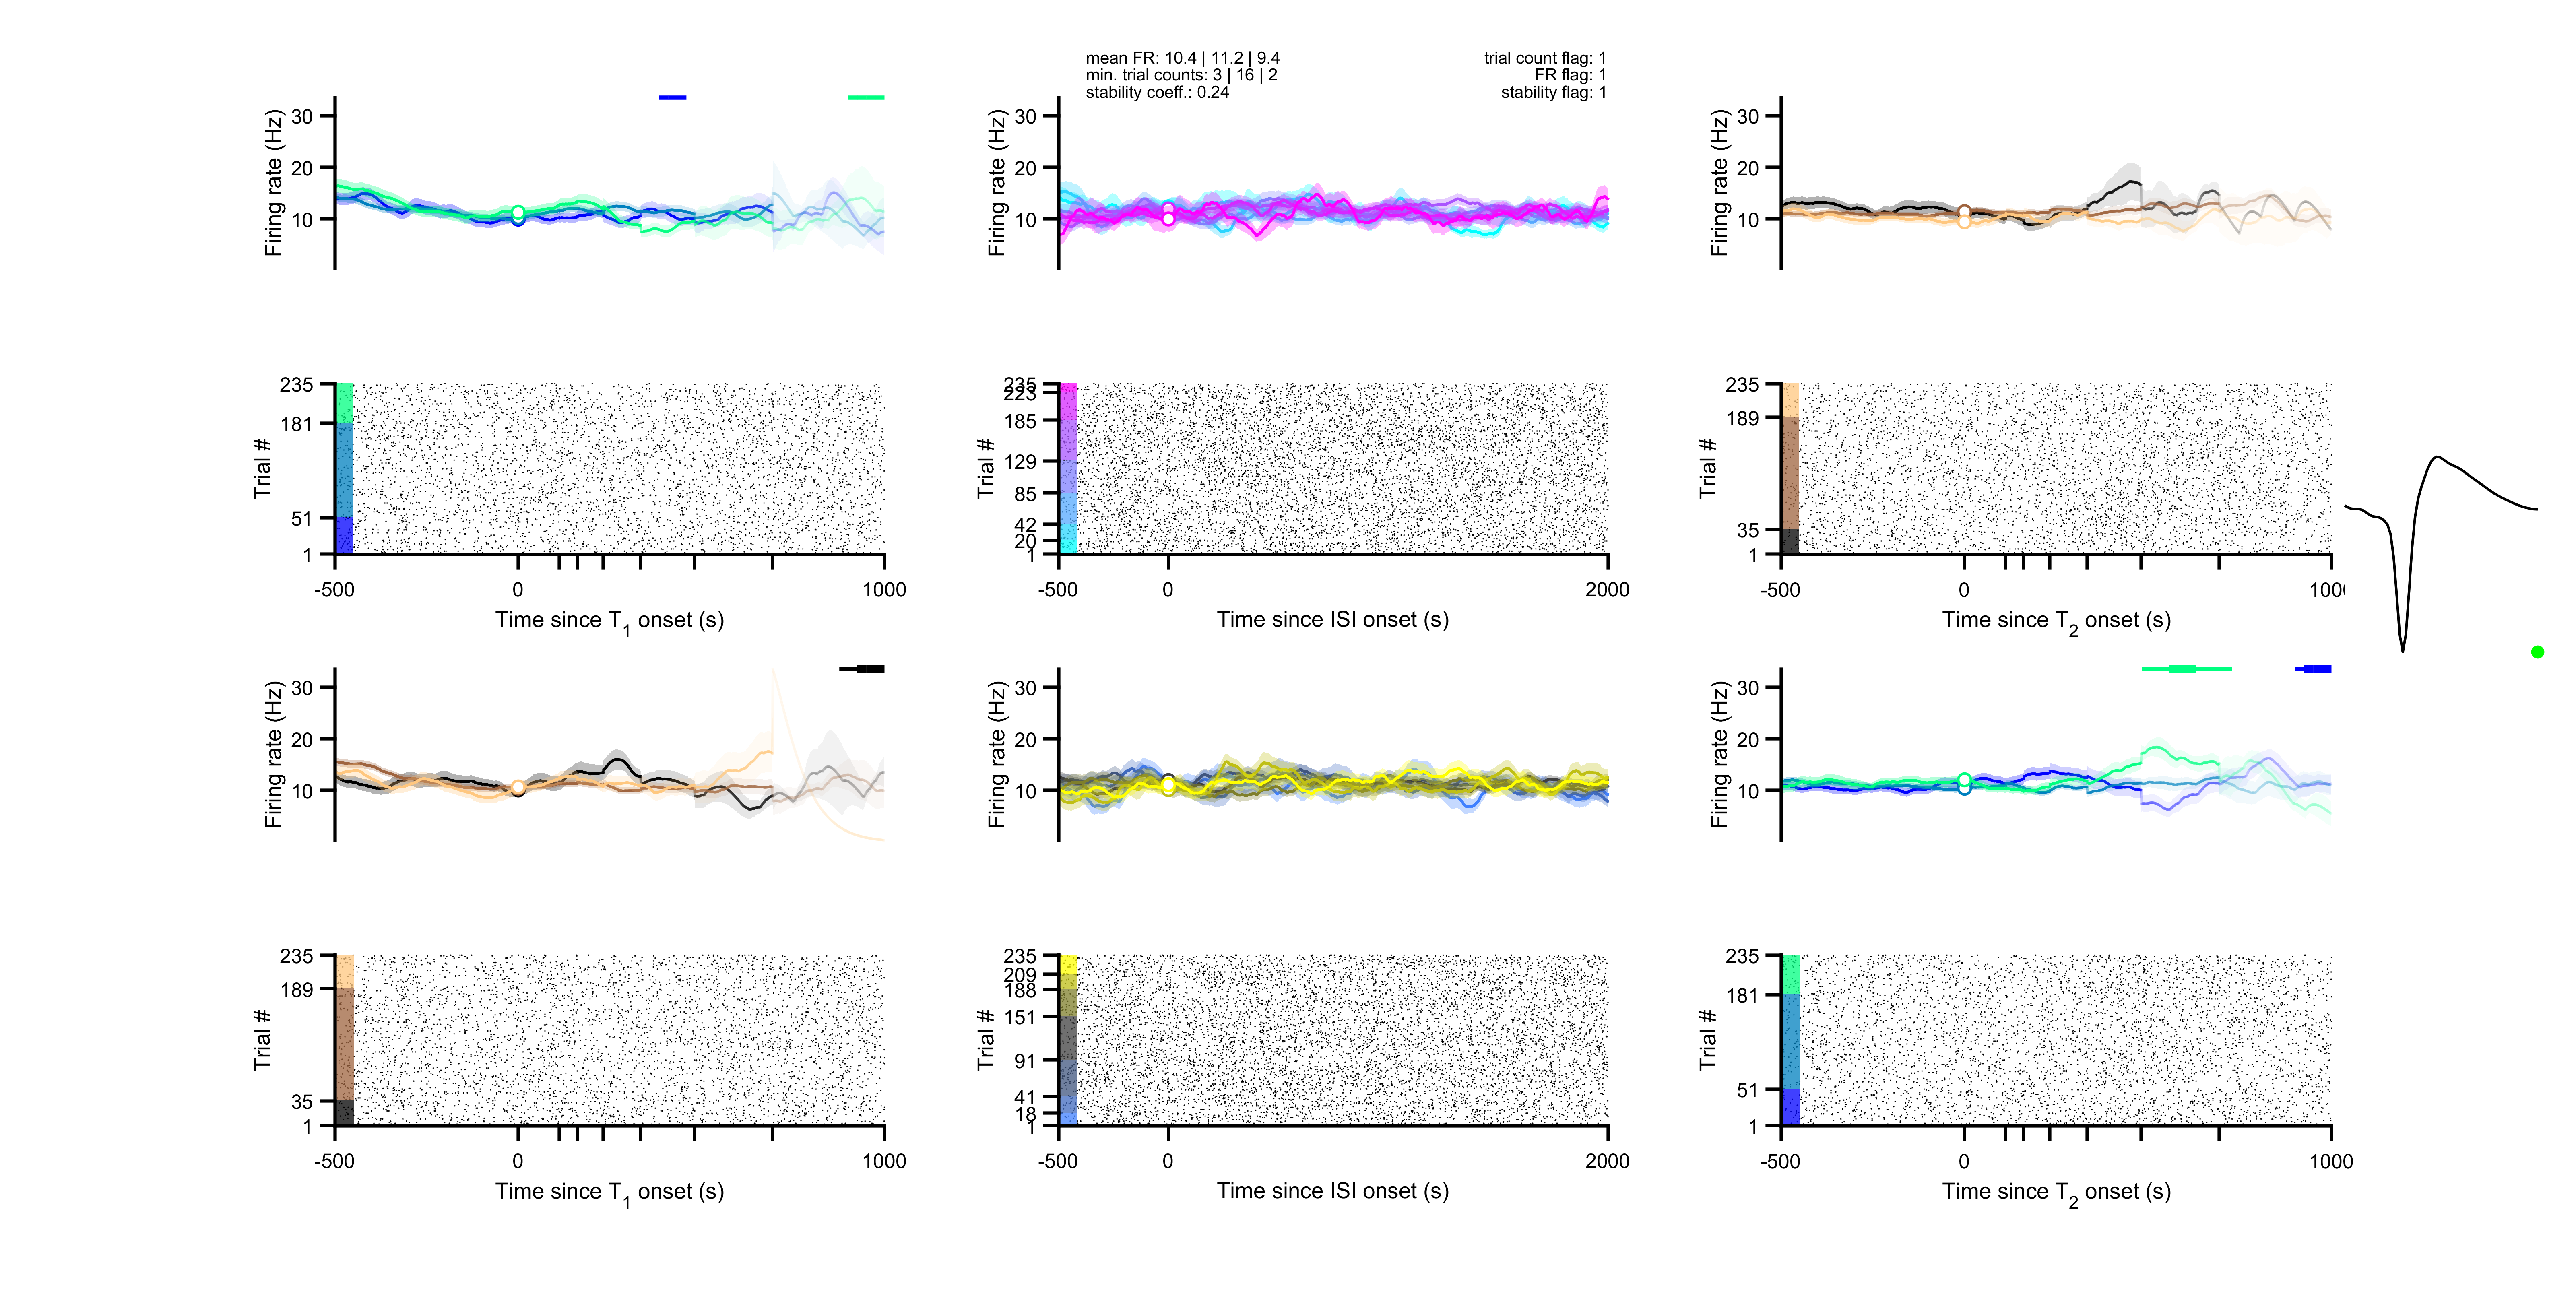 mean FR: 10.4 | 11.2 | 9.4
min. trial counts: 3 | 16 | 2
stability coeff.: 0.24
trial count flag: 1
FR flag: 1
stability flag: 1
Firing rate (Hz)
30
20
10
Firing rate (Hz)
30
20
10
Firing rate (Hz)
30
20
10
Trial #
235
181
51
1
-500
0
1000
Time since T1 onset (s)
Trial #
235
223
185
129
85
42
20
1
-500
0
2000
Time since ISI onset (s)
Trial #
235
189
35
1
-500
0
Time since T2 onset (s)
Firing rate (Hz)
30
20
10
Firing rate (Hz)
30
20
10
Firing rate (Hz)
30
20
10
Trial #
235
189
35
1
-500
0
1000
Time since T1 onset (s)
Trial #
235
209
188
151
91
41
18
1
-500
0
2000
Time since ISI onset (s)
Trial #
235
181
51
1
-500
0
1000
Time since T2 onset (s)